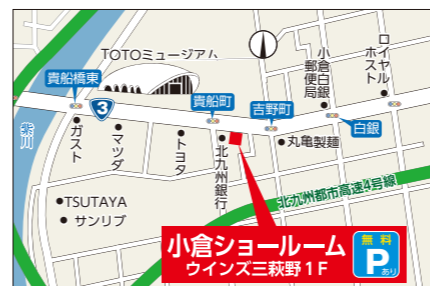 TOTOミュージアム
小倉白銀郵便局
ロイヤルホスト
貴船橋東
3
貴船町
吉野町
白銀
紫川
ガスト
マツダ
トヨタ
北九州銀行
丸亀製麺
TSUTAYA
サンリブ
北九州都市高速4号線
小倉ショールーム
ウインズ三萩野1F
無料
P
あり